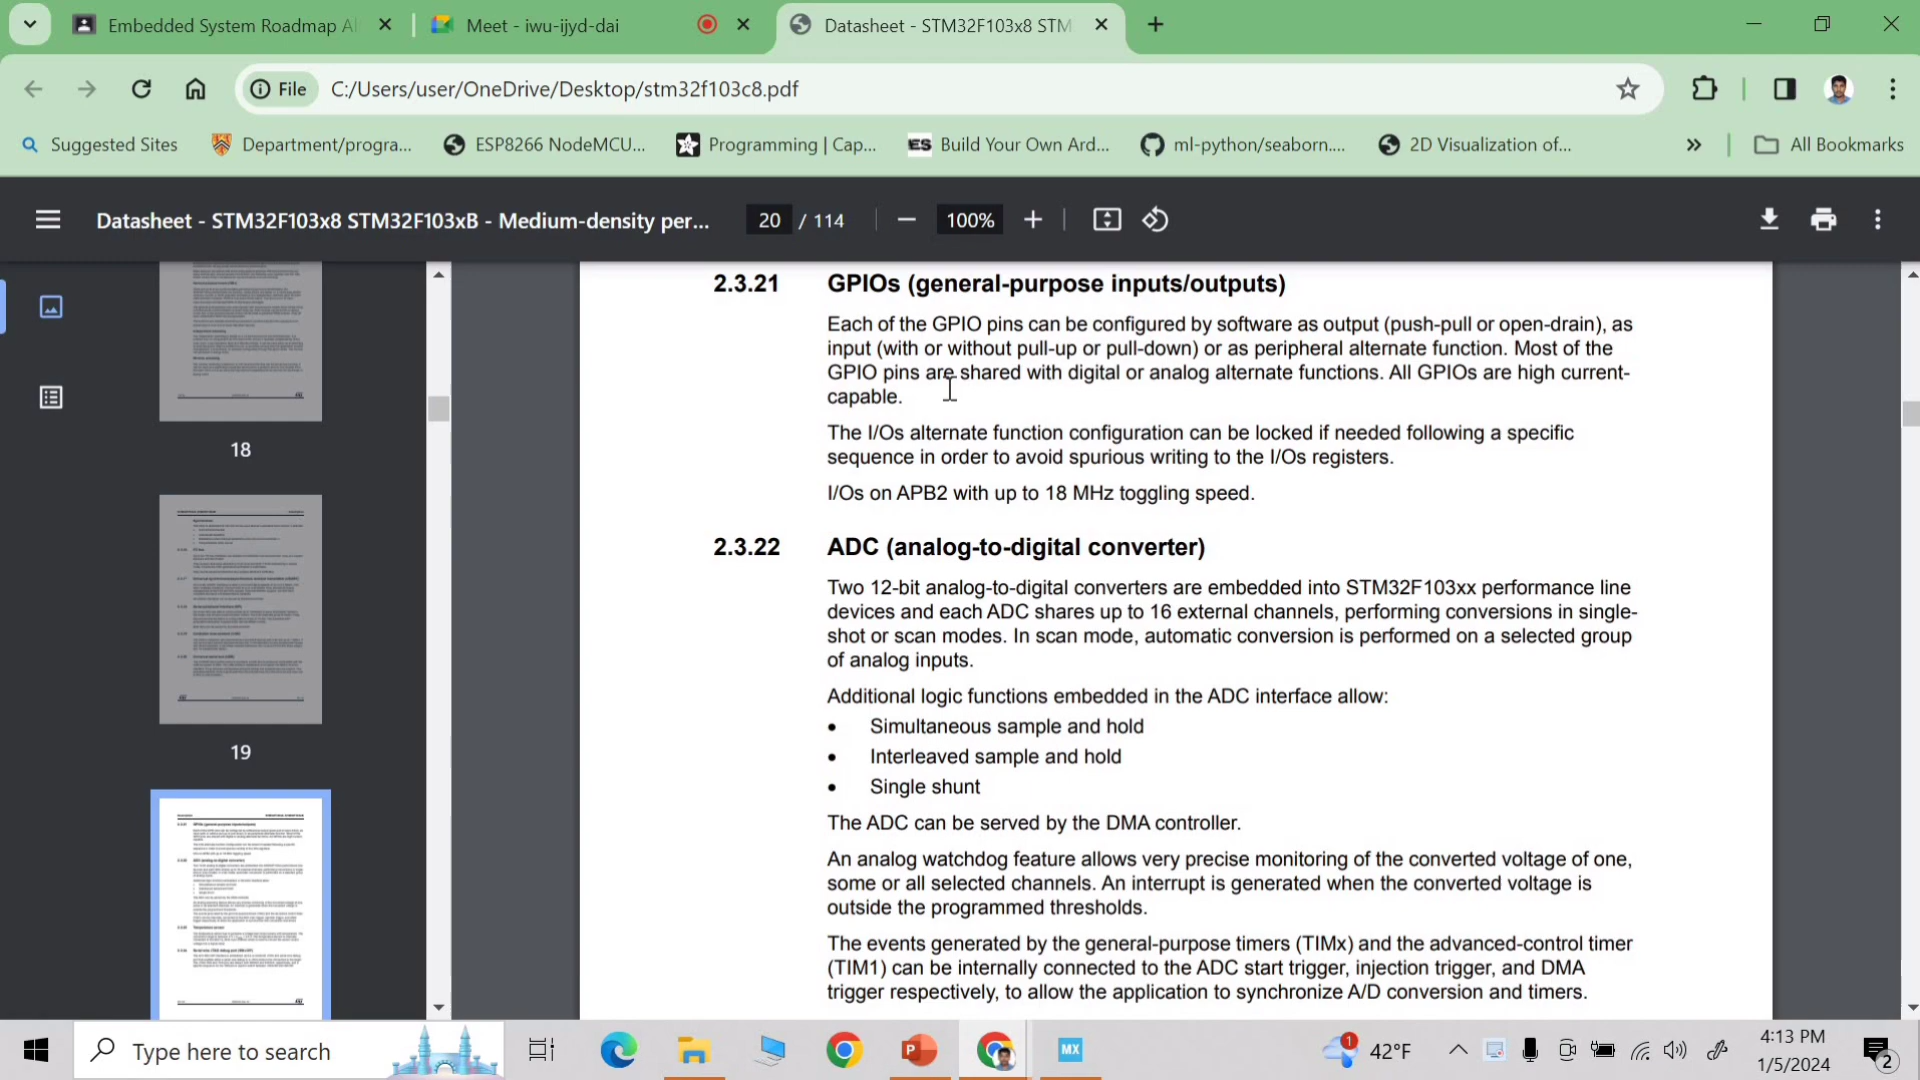 Embedded System Roadmap Al
Meet - iwu-ijyd-dai
Datasheet - STM32F103x8 STM
File
C:/Users/user/OneDrive/Desktop/stm32f103c8.pdf
Suggested Sites
Department/progra...
ESP8266 NodeMCU...
Programming | Cap...
ES
Build Your Own Ard...
ml-python/seaborn....
2D Visualization of...
All Bookmarks
Datasheet - STM32F103x8 STM32F103xB - Medium-density per...
20 / 114
100%
18
19
2.3.21 GPIOs (general-purpose inputs/outputs)
Each of the GPIO pins can be configured by software as output (push-pull or open-drain), as
input (with or without pull-up or pull-down) or as peripheral alternate function. Most of the
GPIO pins are shared with digital or analog alternate functions. All GPIOs are high current-
capable.
The I/Os alternate function configuration can be locked if needed following a specific
sequence in order to avoid spurious writing to the I/Os registers.
I/Os on APB2 with up to 18 MHz toggling speed.
2.3.22 ADC (analog-to-digital converter)
Two 12-bit analog-to-digital converters are embedded into STM32F103xx performance line
devices and each ADC shares up to 16 external channels, performing conversions in single-
shot or scan modes. In scan mode, automatic conversion is performed on a selected group
of analog inputs.
Additional logic functions embedded in the ADC interface allow:
• Simultaneous sample and hold
• Interleaved sample and hold
• Single shunt
The ADC can be served by the DMA controller.
An analog watchdog feature allows very precise monitoring of the converted voltage of one,
some or all selected channels. An interrupt is generated when the converted voltage is
outside the programmed thresholds.
The events generated by the general-purpose timers (TIMx) and the advanced-control timer
(TIM1) can be internally connected to the ADC start trigger, injection trigger, and DMA
trigger respectively, to allow the application to synchronize A/D conversion and timers.
Type here to search
P
MX
1
42°F
4:13 PM
1/5/2024
2